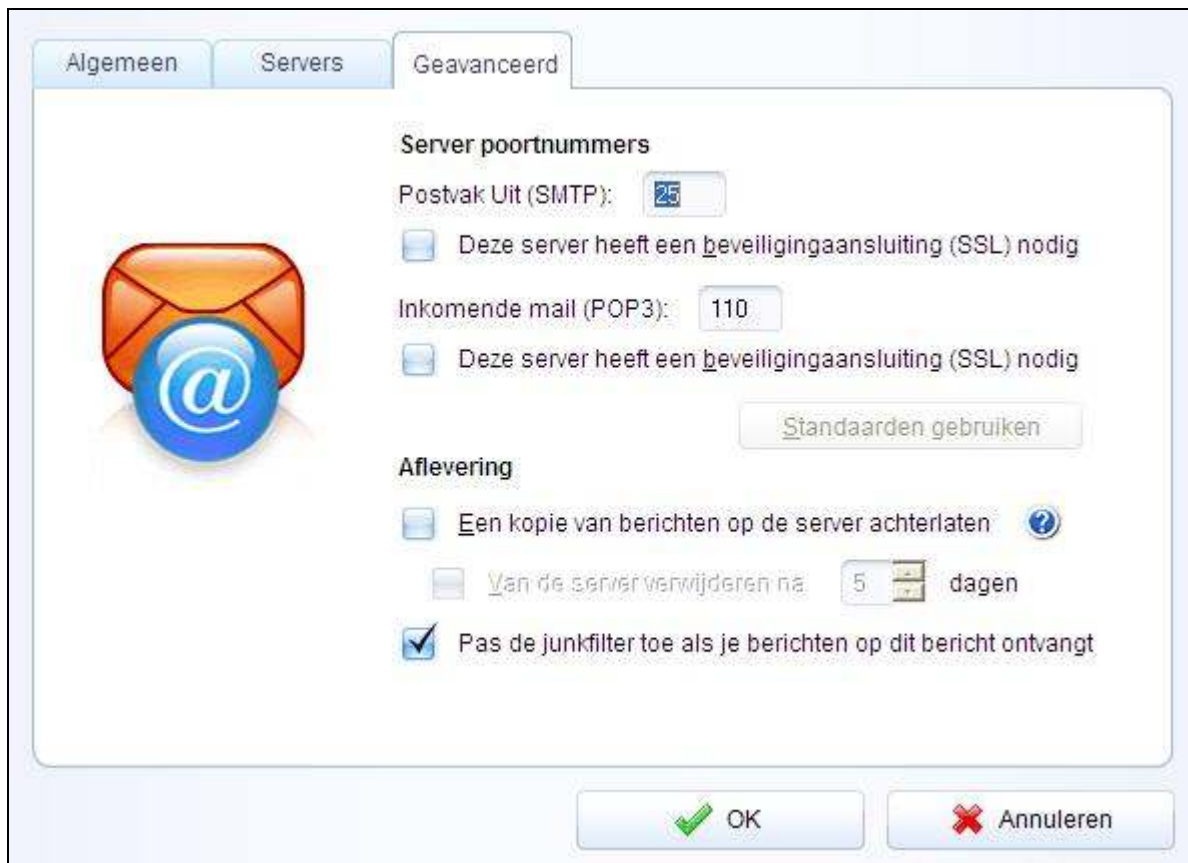 Algemeen
Servers
Geavanceerd
Server poortnummers
Postvak Uit (SMTP): 25
Deze server heeft een beveiligingaansluiting (SSL) nodig
Inkomende mail (POP3): 110
Deze server heeft een beveiligingaansluiting (SSL) nodig
Standaarden gebruiken
Aflevering
Een kopie van berichten op de server achterlaten ?
Van de server verwijderen na 5 dagen
Pas de junkfilter toe als je berichten op dit bericht ontvangt
OK
Annuleren